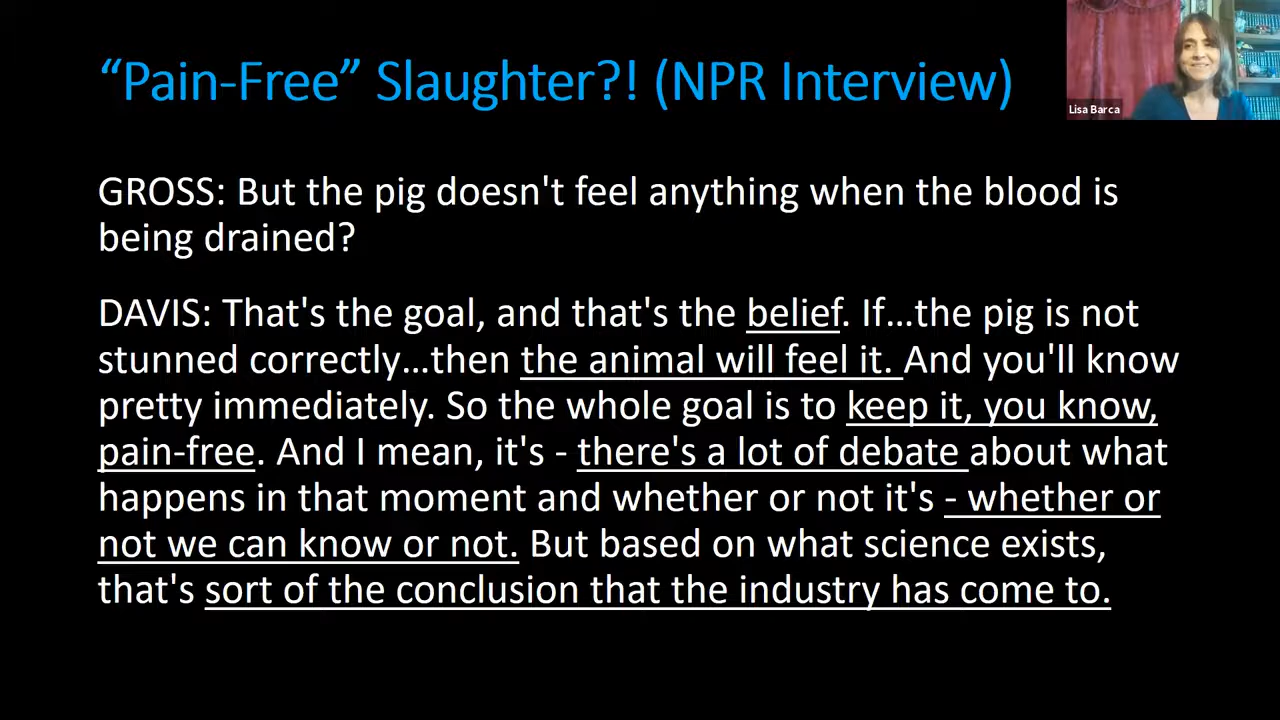 “Pain-Free” Slaughter?! (NPR Interview)
Lisa Barca
GROSS: But the pig doesn't feel anything when the blood is
being drained?
DAVIS: That's the goal, and that's the belief. If…the pig is not
stunned correctly…then the animal will feel it. And you'll know
pretty immediately. So the whole goal is to keep it, you know,
pain-free. And I mean, it's - there's a lot of debate about what
happens in that moment and whether or not it's - whether or
not we can know or not. But based on what science exists,
that's sort of the conclusion that the industry has come to.